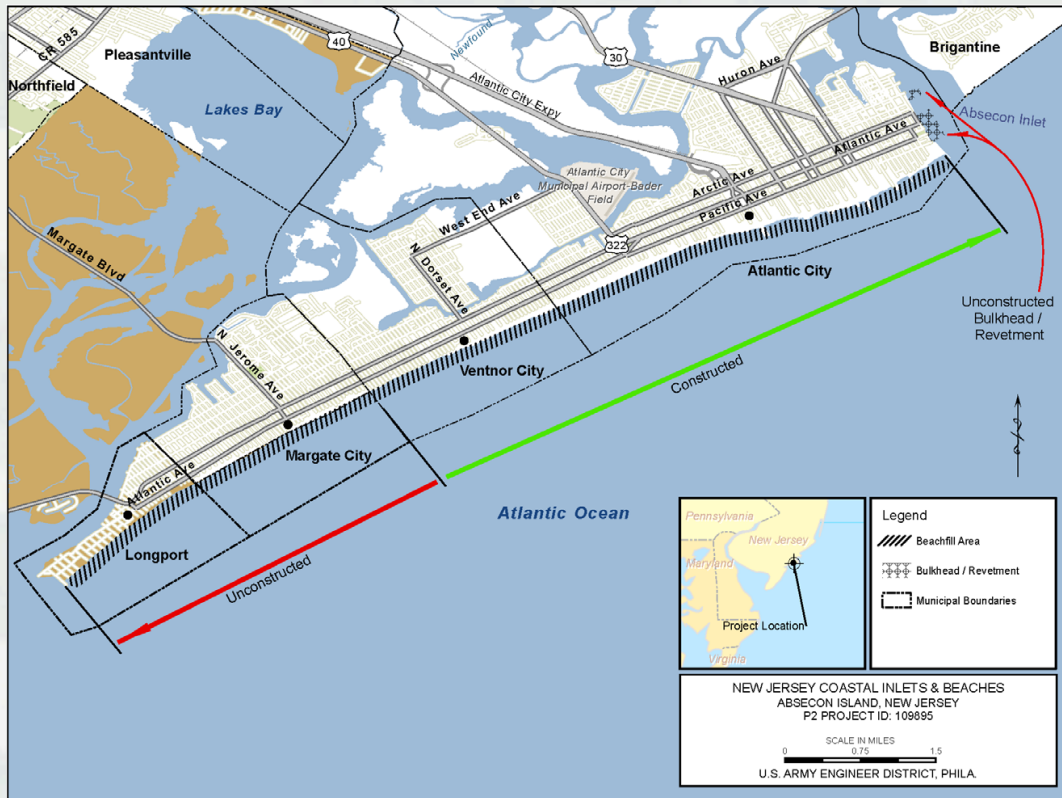 GR 585
Pleasantville
Northfield
40
Newfound
30
Brigantine
Huron Ave
Lakes Bay
Atlantic City Expy
Absecon Inlet
Atlantic Ave
Atlantic City
Municipal Airport-Bader
Field
Arctic Ave
West End Ave
Pacific Ave
322
N Dorset Ave
Margate Blvd
Atlantic City
Unconstructed
Bulkhead /
Revetment
N Jerome Ave
Ventnor City
Constructed
Margate City
Atlantic Ave
Atlantic Ocean
Longport
Unconstructed
Pennsylvania
New Jersey
Maryland
Project Location
Virginia
Legend
Beachfill Area
Bulkhead / Revetment
Municipal Boundaries
NEW JERSEY COASTAL INLETS & BEACHES
ABSECON ISLAND, NEW JERSEY
P2 PROJECT ID: 109895
SCALE IN MILES
0 0.75 1.5
U.S. ARMY ENGINEER DISTRICT, PHILA.